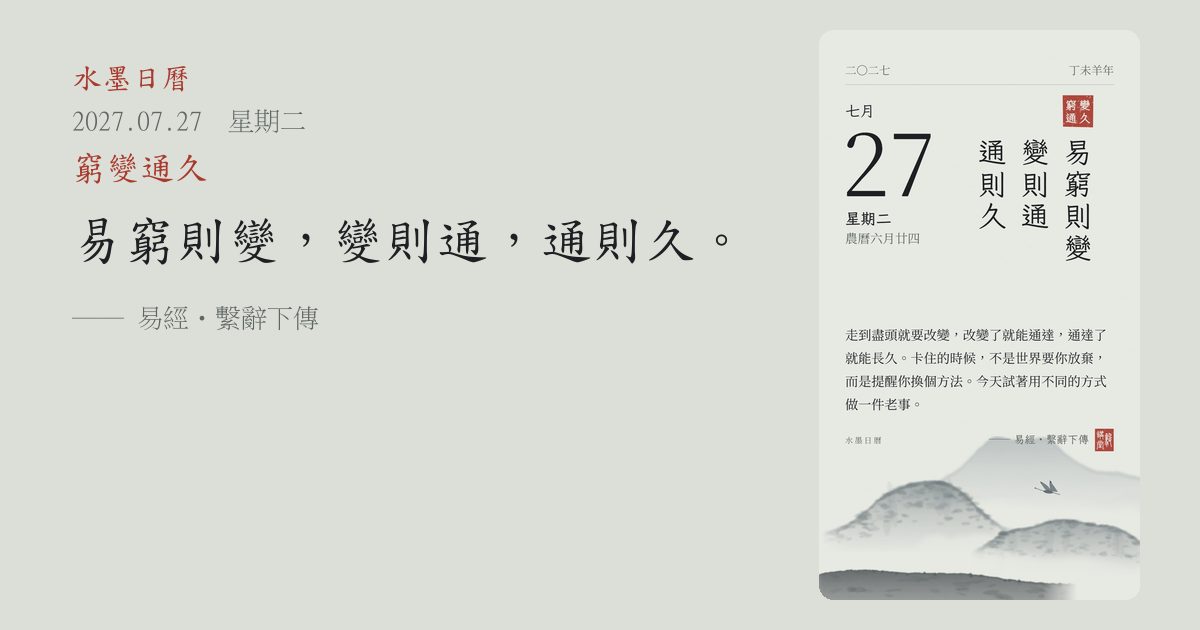 水墨日曆
2027.07.27 星期二
窮變通久
易窮則變，變則通，通則久。
—— 易經・繫辭下傳
二〇二七
丁未羊年
七月
27
星期二
農曆六月廿四
窮變通久
易窮則變
變則通
通則久
走到盡頭就要改變，改變了就能通達，通達了
就能長久。卡住的時候，不是世界要你放棄，
而是提醒你換個方法。今天試著用不同的方式
做一件老事。
水墨日曆
—— 易經・繫辭下傳